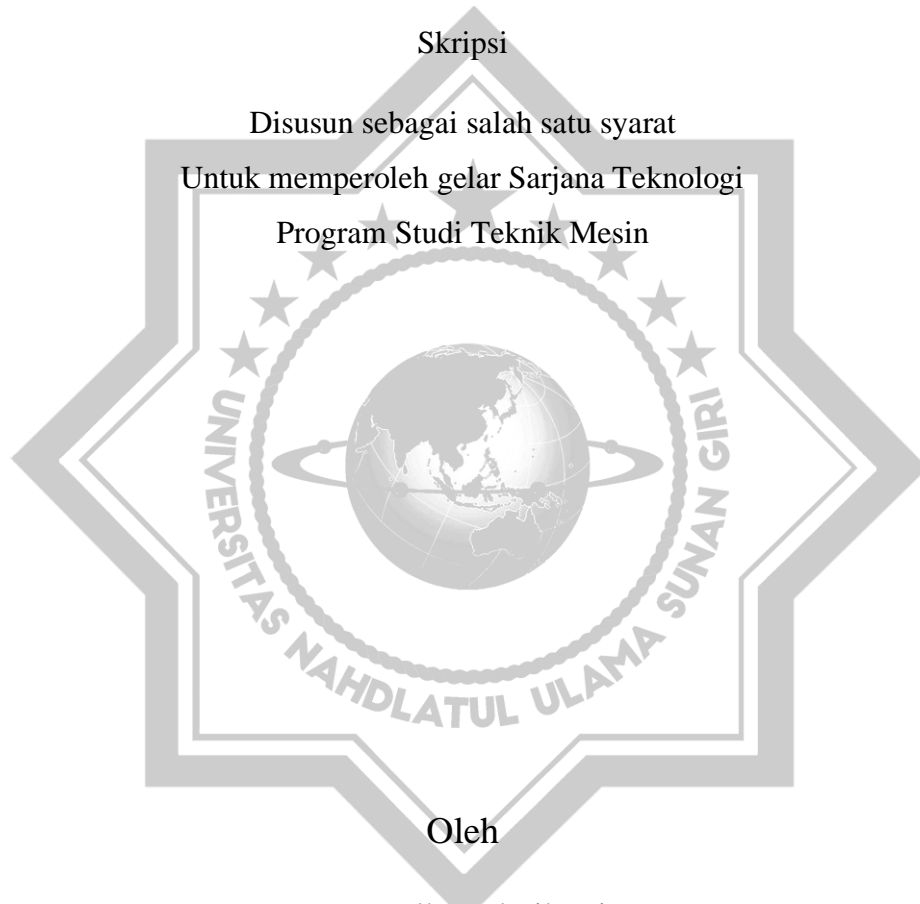 Skripsi
Disusun sebagai salah satu syarat
Untuk memperoleh gelar Sarjana Teknologi
Program Studi Teknik Mesin
UNIVERSITAS NAHDLATUL ULAMA SUNAN GIRI
Oleh